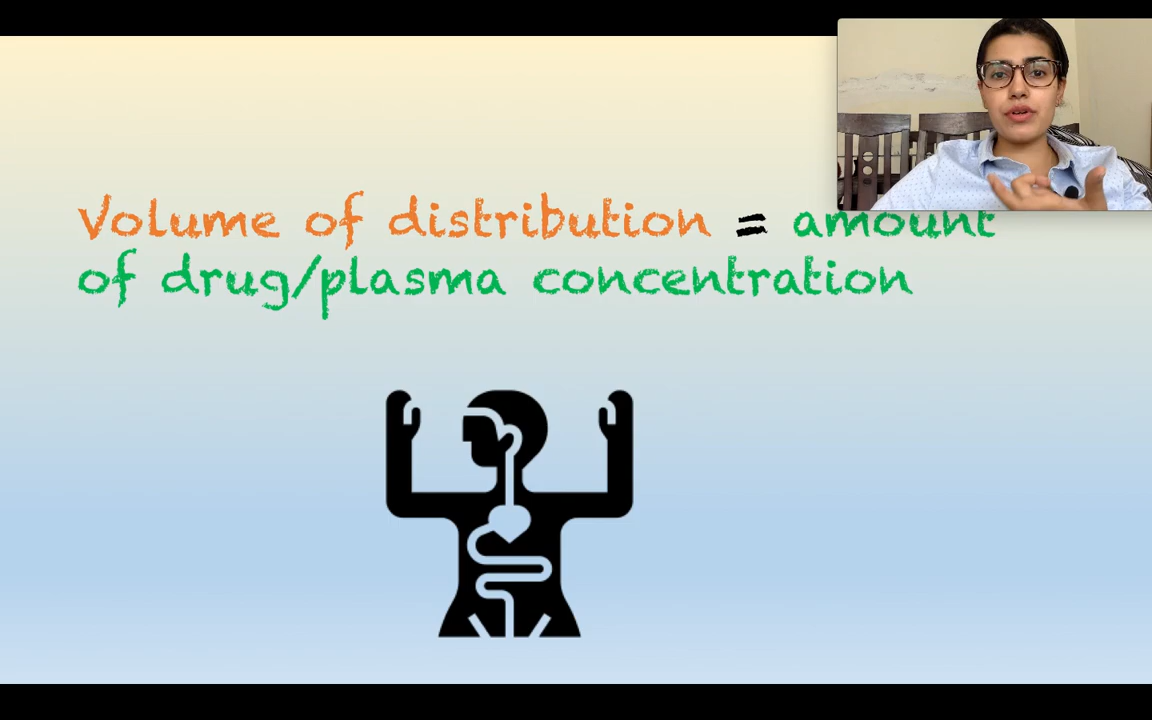 Volume of distribution = amount
of drug/plasma concentration